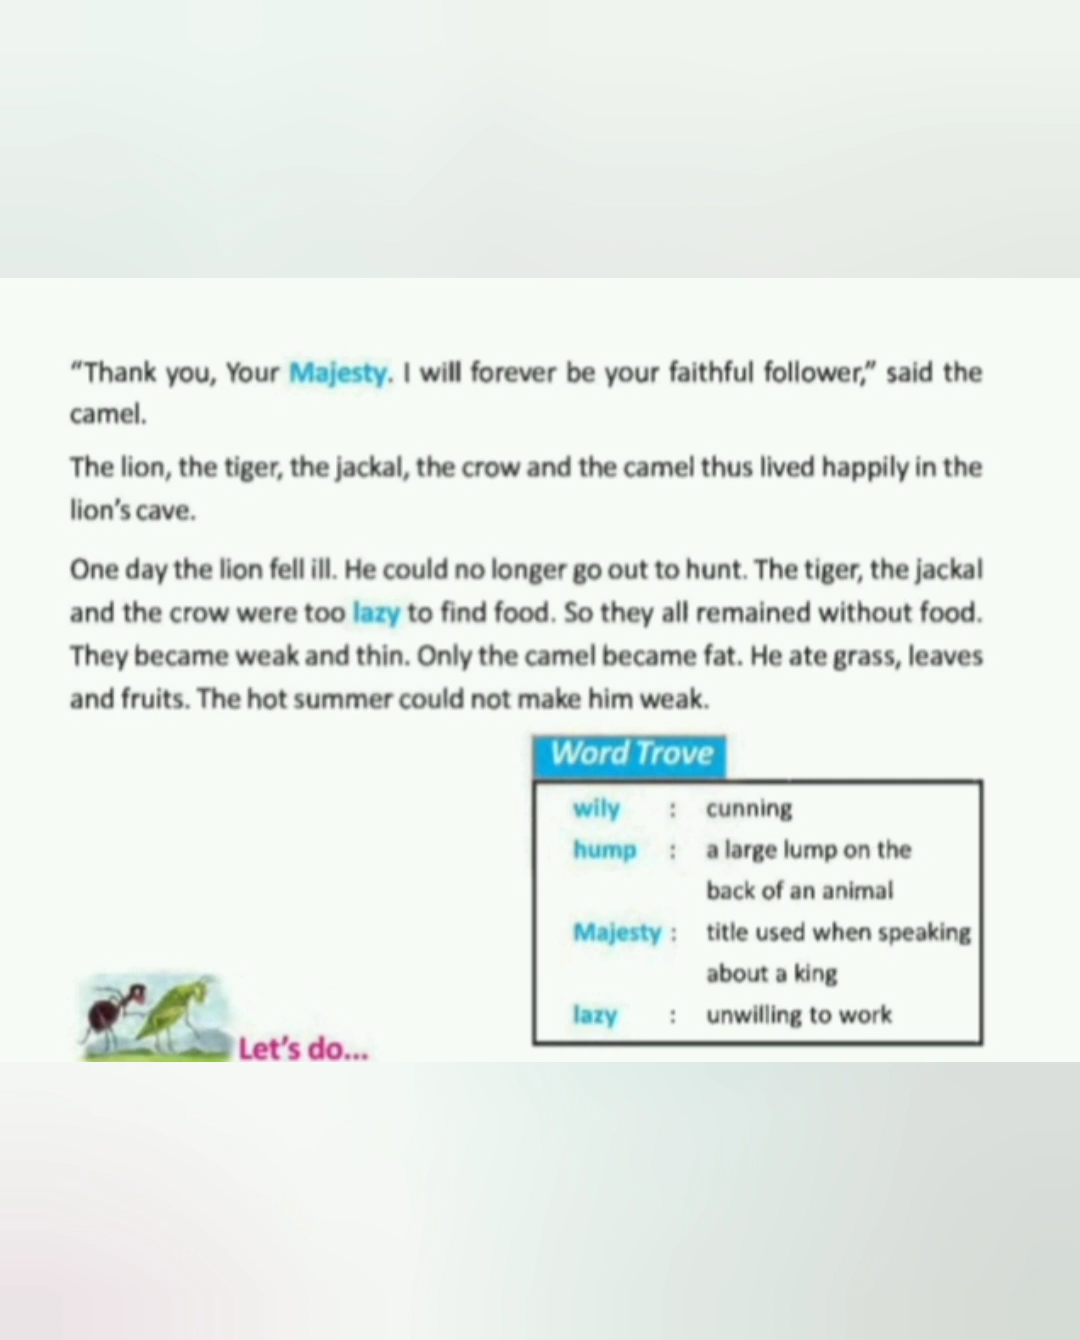 “Thank you, Your Majesty. I will forever be your faithful follower,” said the
camel.
The lion, the tiger, the jackal, the crow and the camel thus lived happily in the
lion’s cave.
One day the lion fell ill. He could no longer go out to hunt. The tiger, the jackal
and the crow were too lazy to find food. So they all remained without food.
They became weak and thin. Only the camel became fat. He ate grass, leaves
and fruits. The hot summer could not make him weak.
Word Trove
wily : cunning
hump : a large lump on the
back of an animal
Majesty : title used when speaking
about a king
lazy : unwilling to work
Let’s do...